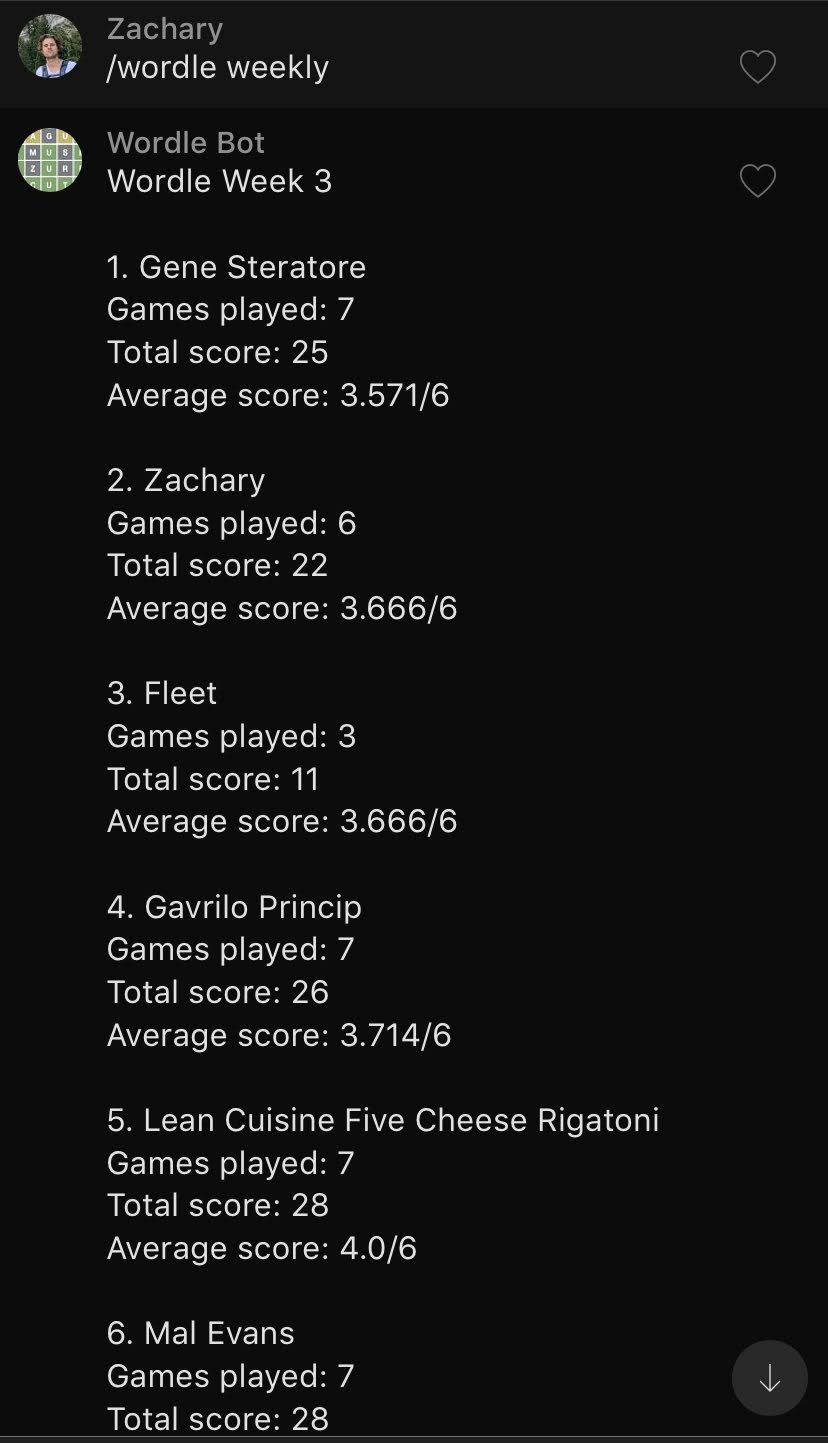 Zachary
/wordle weekly
Wordle Bot
Wordle Week 3
1. Gene Steratore
Games played: 7
Total score: 25
Average score: 3.571/6
2. Zachary
Games played: 6
Total score: 22
Average score: 3.666/6
3. Fleet
Games played: 3
Total score: 11
Average score: 3.666/6
4. Gavrilo Princip
Games played: 7
Total score: 26
Average score: 3.714/6
5. Lean Cuisine Five Cheese Rigatoni
Games played: 7
Total score: 28
Average score: 4.0/6
6. Mal Evans
Games played: 7
Total score: 28